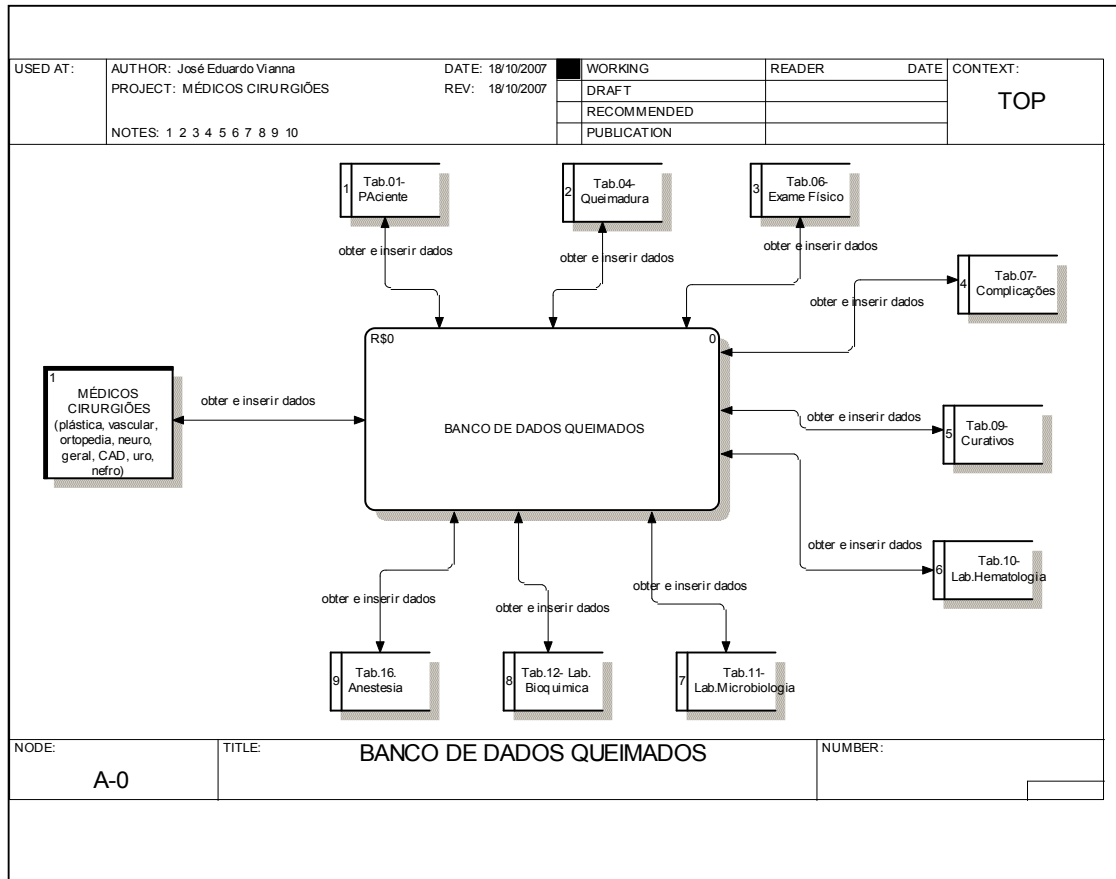 USED AT:
AUTHOR: José Eduardo Vianna
DATE: 18/10/2007
WORKING
READER
DATE
CONTEXT:
PROJECT: MÉDICOS CIRURGIÕES
REV: 18/10/2007
DRAFT
TOP
RECOMMENDED
NOTES: 1 2 3 4 5 6 7 8 9 10
PUBLICATION
1
Tab.01-
PAciente
2
Tab.04-
Queimadura
3
Tab.06-
Exame Físico
obter e inserir dados
obter e inserir dados
obter e inserir dados
4
Tab.07-
Complicações
obter e inserir dados
R$0
0
BANCO DE DADOS QUEIMADOS
1
MÉDICOS
CIRURGIÕES
(plástica, vascular,
ortopedia, neuro,
geral, CAD, uro,
nefro)
obter e inserir dados
obter e inserir dados
5
Tab.09-
Curativos
obter e inserir dados
6
Tab.10-
Lab.Hematologia
obter e inserir dados
obter e inserir dados
obter e inserir dados
9
Tab.16.
Anestesia
8
Tab.12- Lab.
Bioquimica
7
Tab.11-
Lab.Microbiologia
NODE:
TITLE:
BANCO DE DADOS QUEIMADOS
NUMBER:
A-0